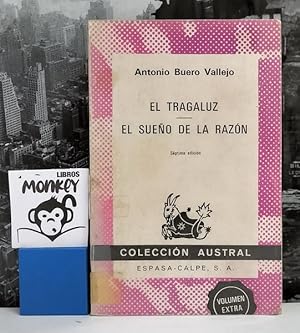 Antonio Buero Vallejo
EL TRAGALUZ
EL SUEÑO DE LA RAZÓN
Séptima edición
LIBROS
MONKEY
COLECCIÓN AUSTRAL
ESPASA-CALPE, S. A.
VOLUMEN
EXTRA